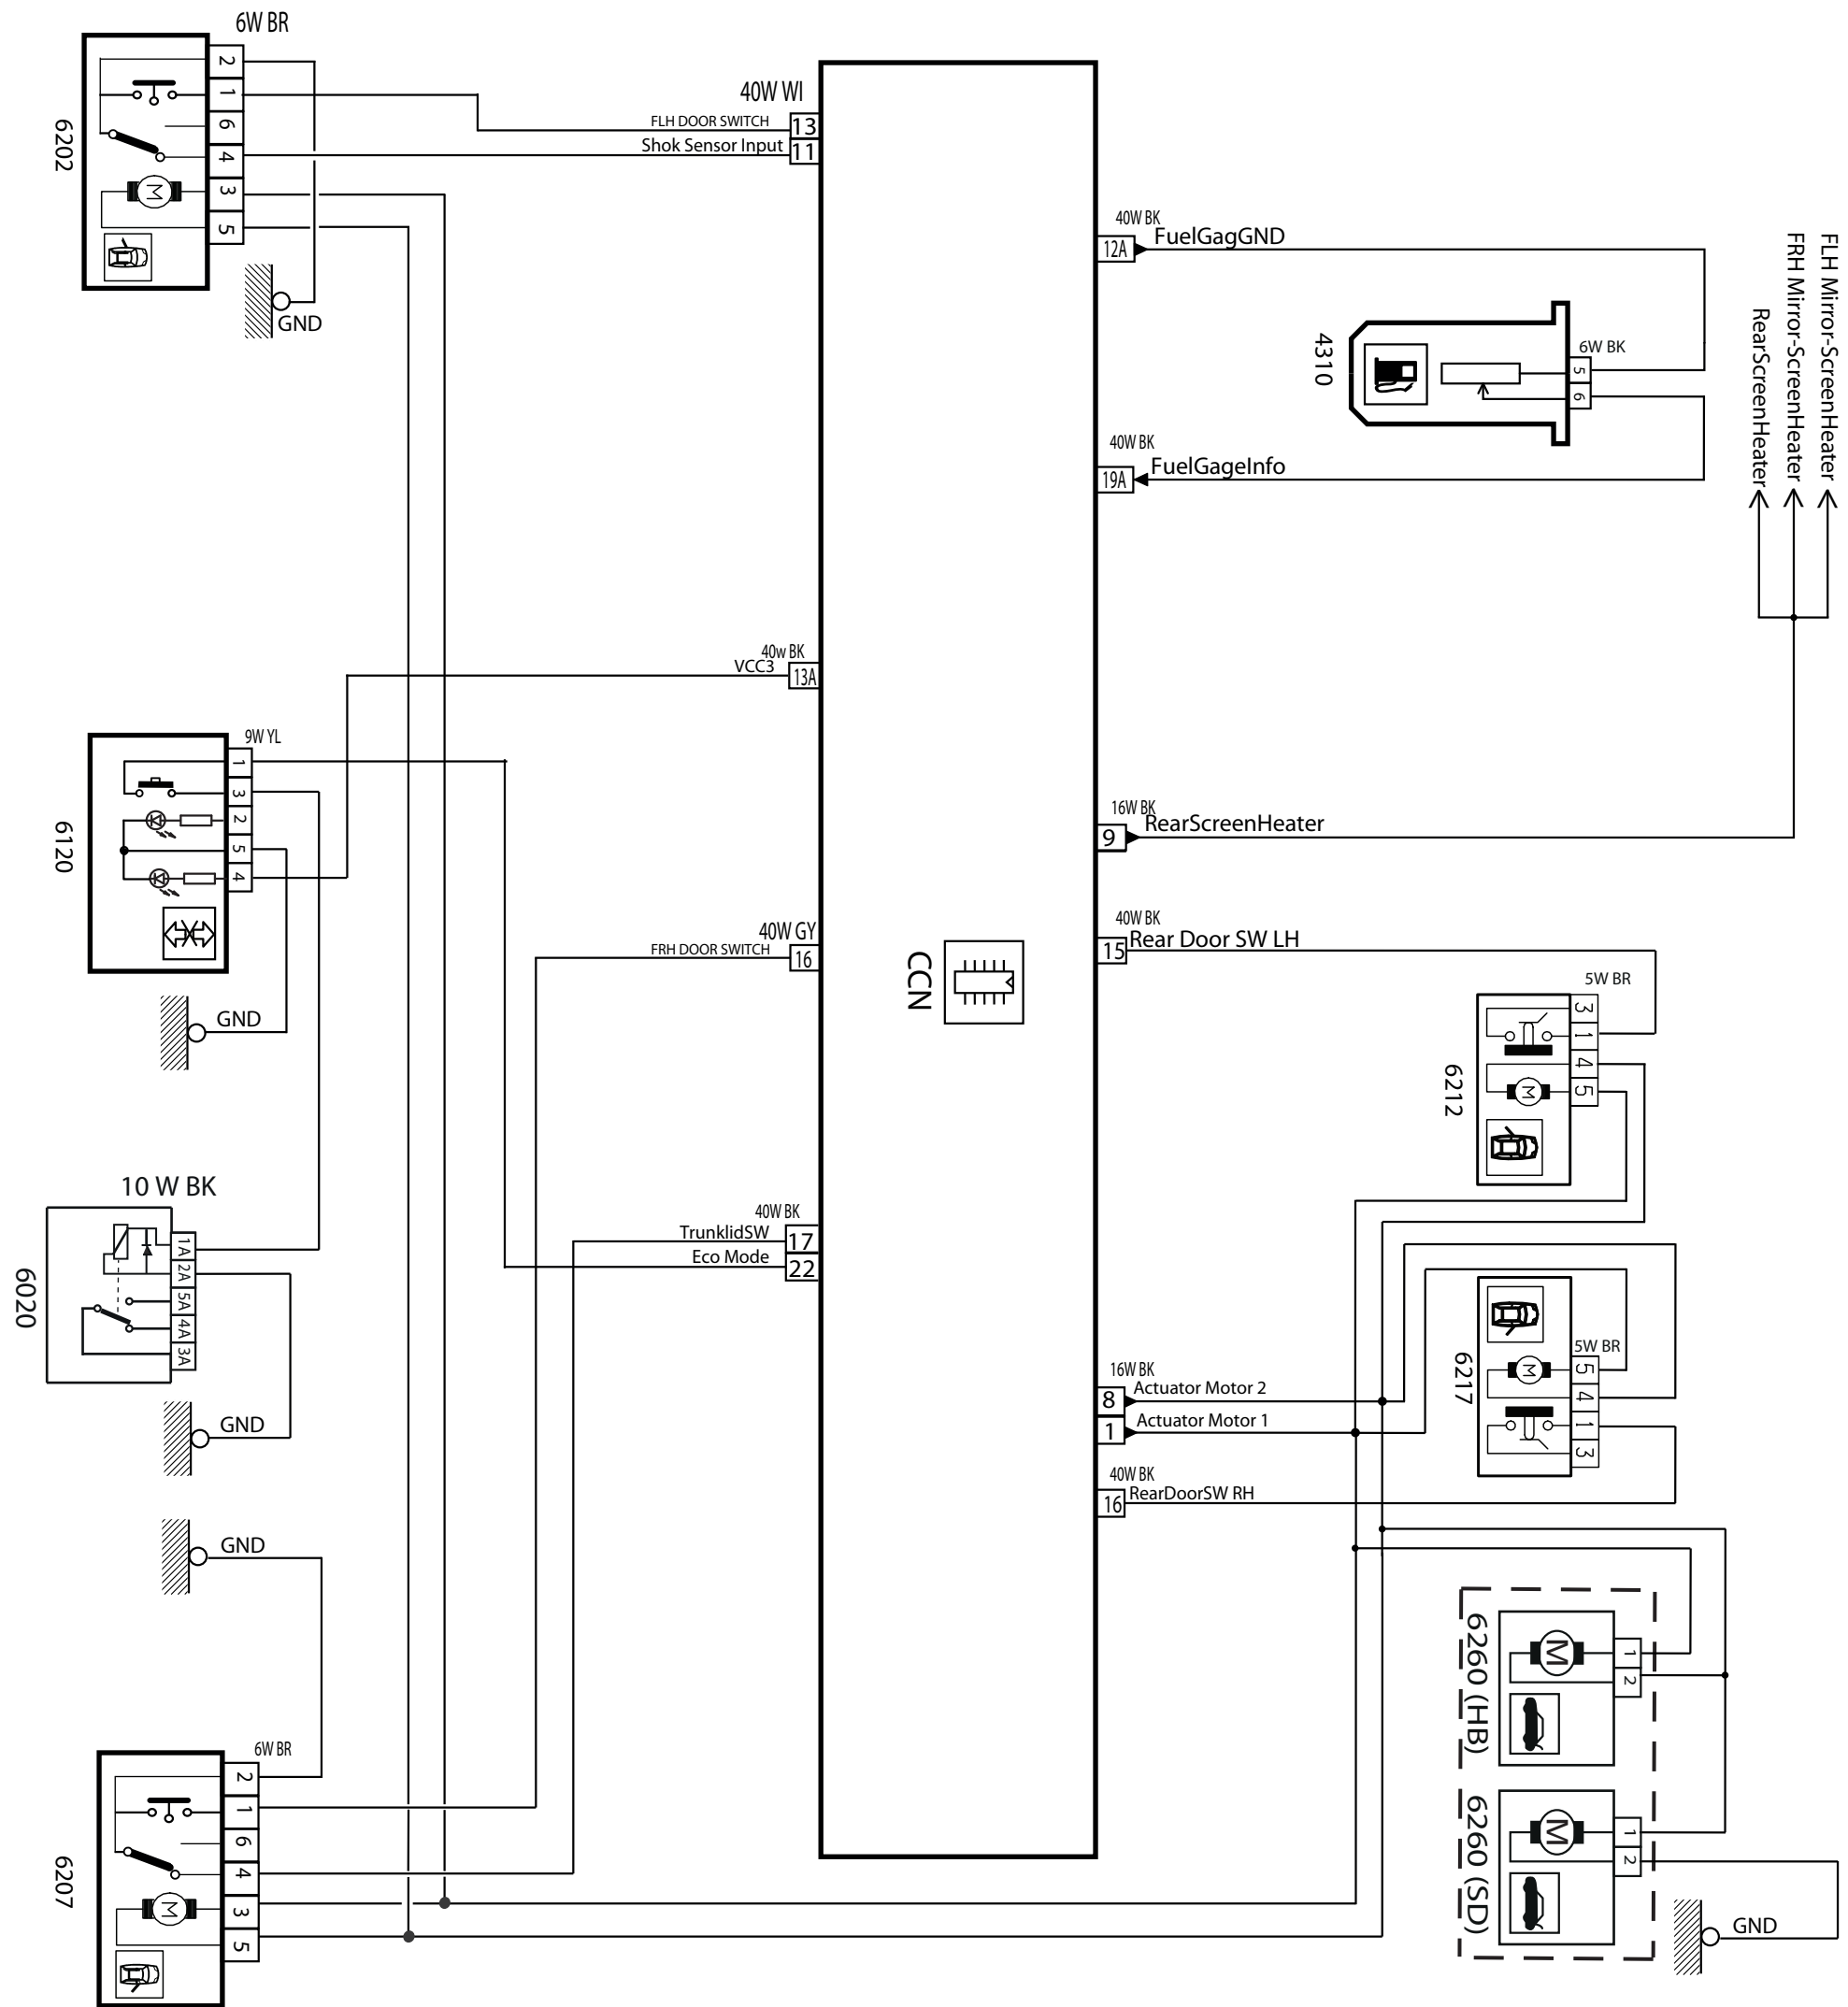 6W BR
2
1
6
4
3
5
M
6202
GND
40W WI
FLH DOOR SWITCH
13
Shok Sensor Input
11
40W BK
12A
FuelGagGND
4310
6W BK
5
6
40W BK
19A
FuelGageInfo
RearScreenHeater
FRH Mirror-ScreenHeater
FLH Mirror-ScreenHeater
40w BK
VCC3
13A
9W YL
1
3
2
5
4
6120
GND
16W BK
9
RearScreenHeater
40W GY
FRH DOOR SWITCH
16
CCN
40W BK
15
Rear Door SW LH
5W BR
3
1
4
5
M
6212
10 W BK
1A
2A
5A
4A
3A
6020
GND
40W BK
TrunklidSW
17
Eco Mode
22
5W BR
5
4
1
3
M
6217
16W BK
8
Actuator Motor 2
1
Actuator Motor 1
40W BK
16
RearDoorSW RH
GND
6W BR
2
1
6
4
3
5
M
6207
1
2
M
6260 (HB)
1
2
M
6260 (SD)
GND